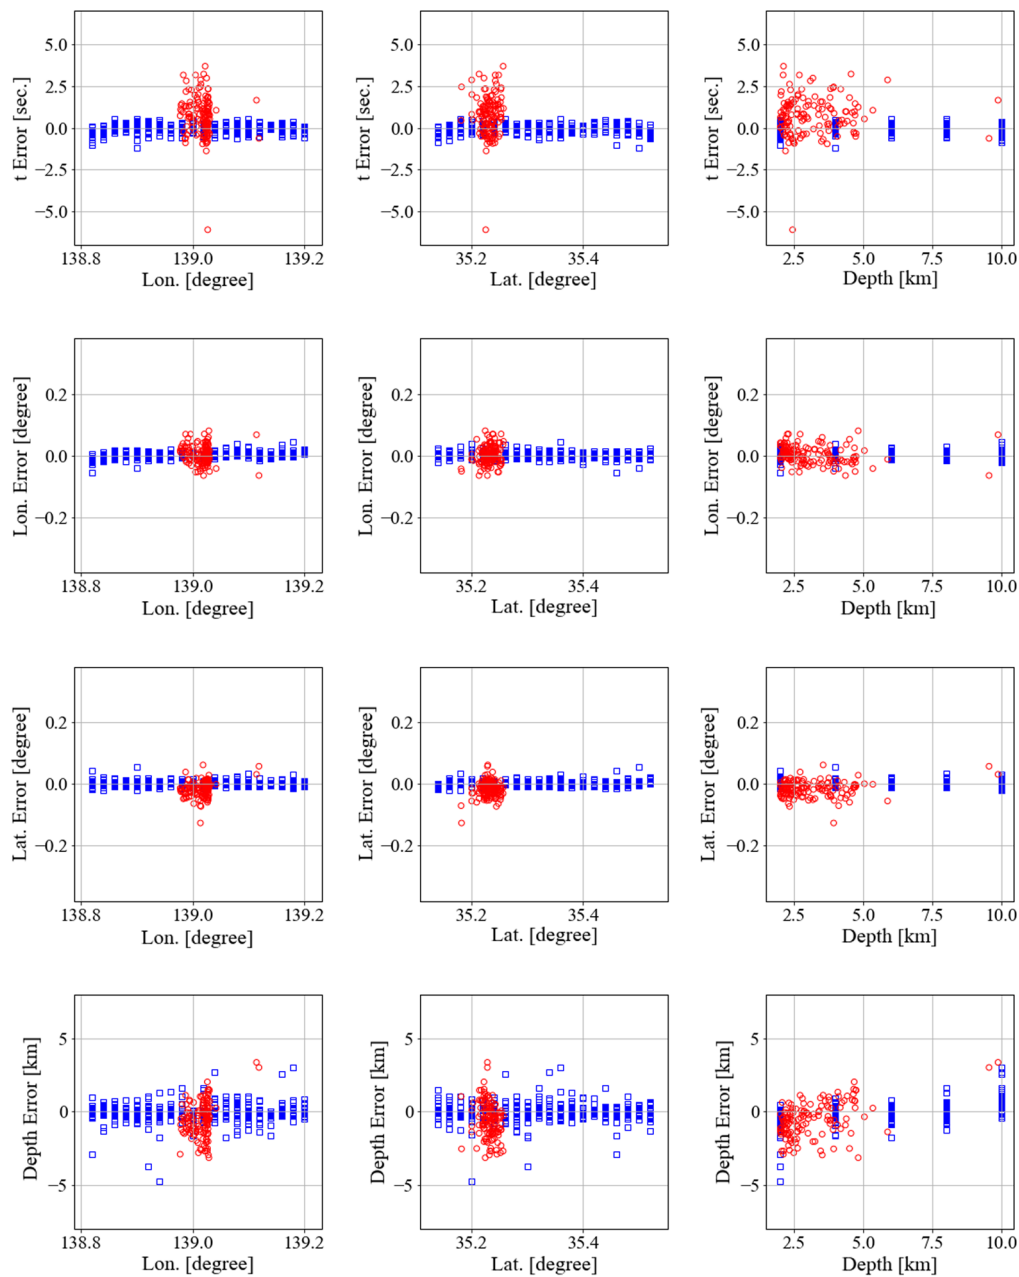 t Error [sec.]
5.0
2.5
0.0
−2.5
−5.0
138.8 139.0 139.2
Lon. [degree]
t Error [sec.]
5.0
2.5
0.0
−2.5
−5.0
35.2 35.4
Lat. [degree]
t Error [sec.]
5.0
2.5
0.0
−2.5
−5.0
2.5 5.0 7.5 10.0
Depth [km]
Lon. Error [degree]
0.2
0.0
−0.2
138.8 139.0 139.2
Lon. [degree]
Lon. Error [degree]
0.2
0.0
−0.2
35.2 35.4
Lat. [degree]
Lon. Error [degree]
0.2
0.0
−0.2
2.5 5.0 7.5 10.0
Depth [km]
Lat. Error [degree]
0.2
0.0
−0.2
138.8 139.0 139.2
Lon. [degree]
Lat. Error [degree]
0.2
0.0
−0.2
35.2 35.4
Lat. [degree]
Lat. Error [degree]
0.2
0.0
−0.2
2.5 5.0 7.5 10.0
Depth [km]
Depth Error [km]
5
0
−5
138.8 139.0 139.2
Lon. [degree]
Depth Error [km]
5
0
−5
35.2 35.4
Lat. [degree]
Depth Error [km]
5
0
−5
2.5 5.0 7.5 10.0
Depth [km]